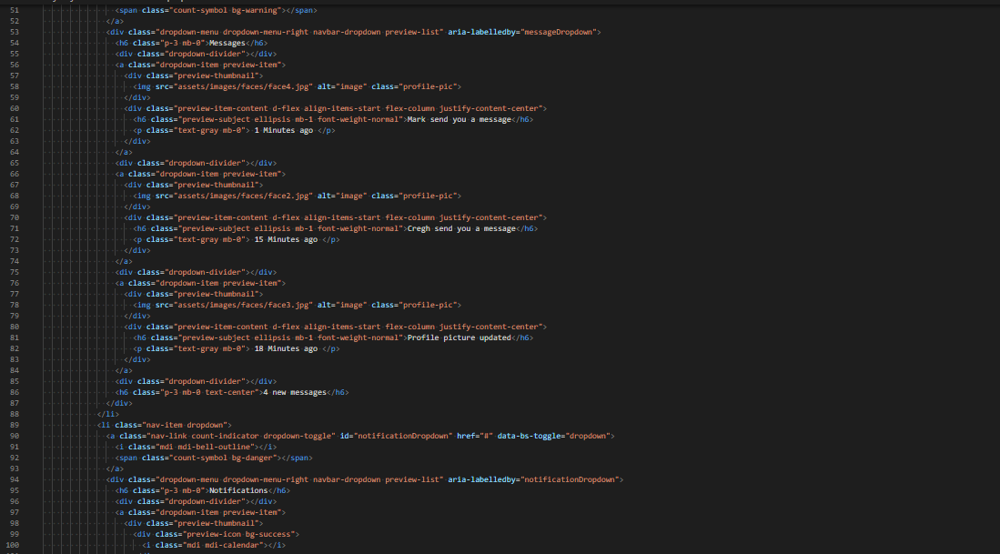 51 <span class="count-symbol bg-warning"></span>
52 </a>
53 <div class="dropdown-menu dropdown-menu-right navbar-dropdown preview-list" aria-labelledby="messageDropdown">
54 <h6 class="p-3 mb-0">Messages</h6>
55 <div class="dropdown-divider"></div>
56 <a class="dropdown-item preview-item">
57 <div class="preview-thumbnail">
58 <img src="assets/images/faces/face4.jpg" alt="image" class="profile-pic">
59 </div>
60 <div class="preview-item-content d-flex align-items-start flex-column justify-content-center">
61 <h6 class="preview-subject ellipsis mb-1 font-weight-normal">Mark send you a message</h6>
62 <p class="text-gray mb-0"> 1 Minutes ago </p>
63 </div>
64 </a>
65 <div class="dropdown-divider"></div>
66 <a class="dropdown-item preview-item">
67 <div class="preview-thumbnail">
68 <img src="assets/images/faces/face2.jpg" alt="image" class="profile-pic">
69 </div>
70 <div class="preview-item-content d-flex align-items-start flex-column justify-content-center">
71 <h6 class="preview-subject ellipsis mb-1 font-weight-normal">Cregh send you a message</h6>
72 <p class="text-gray mb-0"> 15 Minutes ago </p>
73 </div>
74 </a>
75 <div class="dropdown-divider"></div>
76 <a class="dropdown-item preview-item">
77 <div class="preview-thumbnail">
78 <img src="assets/images/faces/face3.jpg" alt="image" class="profile-pic">
79 </div>
80 <div class="preview-item-content d-flex align-items-start flex-column justify-content-center">
81 <h6 class="preview-subject ellipsis mb-1 font-weight-normal">Profile picture updated</h6>
82 <p class="text-gray mb-0"> 18 Minutes ago </p>
83 </div>
84 </a>
85 <div class="dropdown-divider"></div>
86 <h6 class="p-3 mb-0 text-center">4 new messages</h6>
87 </div>
88 </li>
89 <li class="nav-item dropdown">
90 <a class="nav-link count-indicator dropdown-toggle" id="notificationDropdown" href="#" data-bs-toggle="dropdown">
91 <i class="mdi mdi-bell-outline"></i>
92 <span class="count-symbol bg-danger"></span>
93 </a>
94 <div class="dropdown-menu dropdown-menu-right navbar-dropdown preview-list" aria-labelledby="notificationDropdown">
95 <h6 class="p-3 mb-0">Notifications</h6>
96 <div class="dropdown-divider"></div>
97 <a class="dropdown-item preview-item">
98 <div class="preview-thumbnail">
99 <div class="preview-icon bg-success">
100 <i class="mdi mdi-calendar"></i>